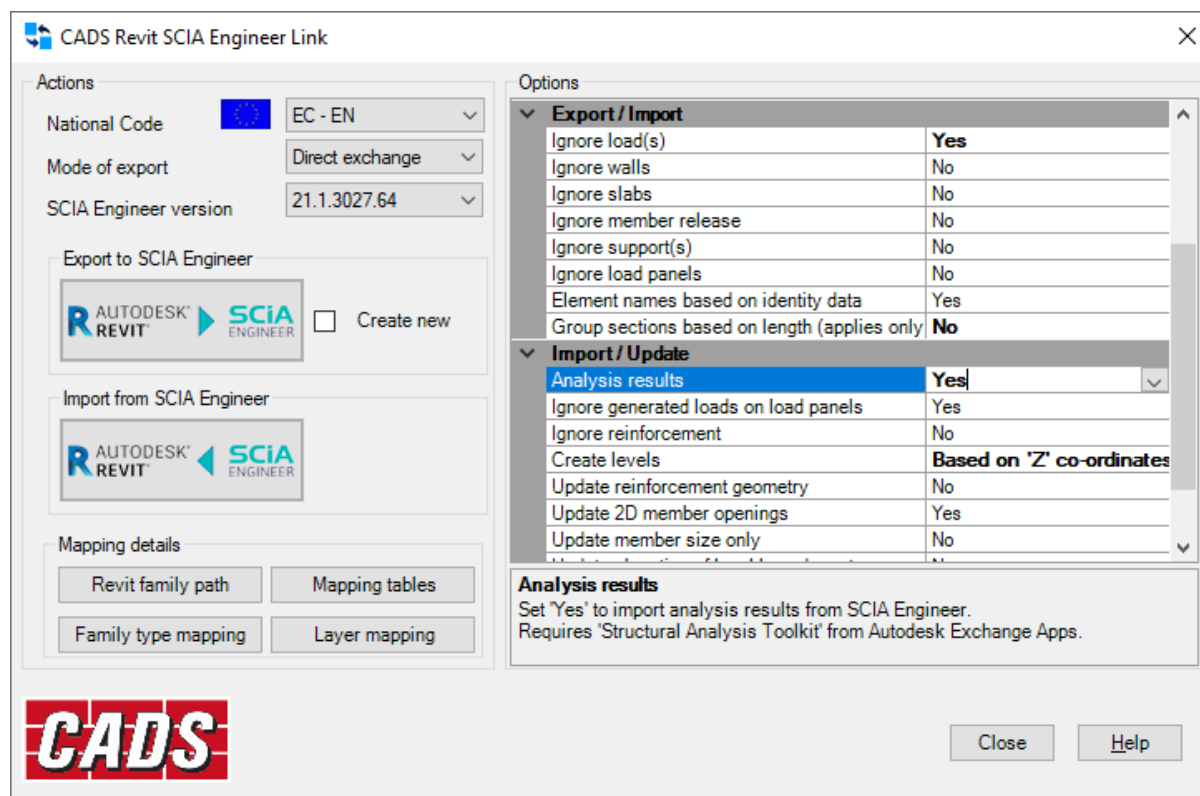 CADS Revit SCIA Engineer Link
Actions
National Code
EC - EN
Mode of export
Direct exchange
SCIA Engineer version
21.1.3027.64
Export to SCIA Engineer
R AUTODESK® REVIT® SCiA ENGINEER
Create new
Import from SCIA Engineer
R AUTODESK® REVIT® SCiA ENGINEER
Mapping details
Revit family path
Mapping tables
Family type mapping
Layer mapping
CADS
Options
Export / Import
Ignore load(s) Yes
Ignore walls No
Ignore slabs No
Ignore member release No
Ignore support(s) No
Ignore load panels No
Element names based on identity data Yes
Group sections based on length (applies only No
Import / Update
Analysis results Yes
Ignore generated loads on load panels Yes
Ignore reinforcement No
Create levels Based on 'Z' co-ordinates
Update reinforcement geometry No
Update 2D member openings Yes
Update member size only No
Analysis results
Set 'Yes' to import analysis results from SCIA Engineer.
Requires 'Structural Analysis Toolkit' from Autodesk Exchange Apps.
Close
Help